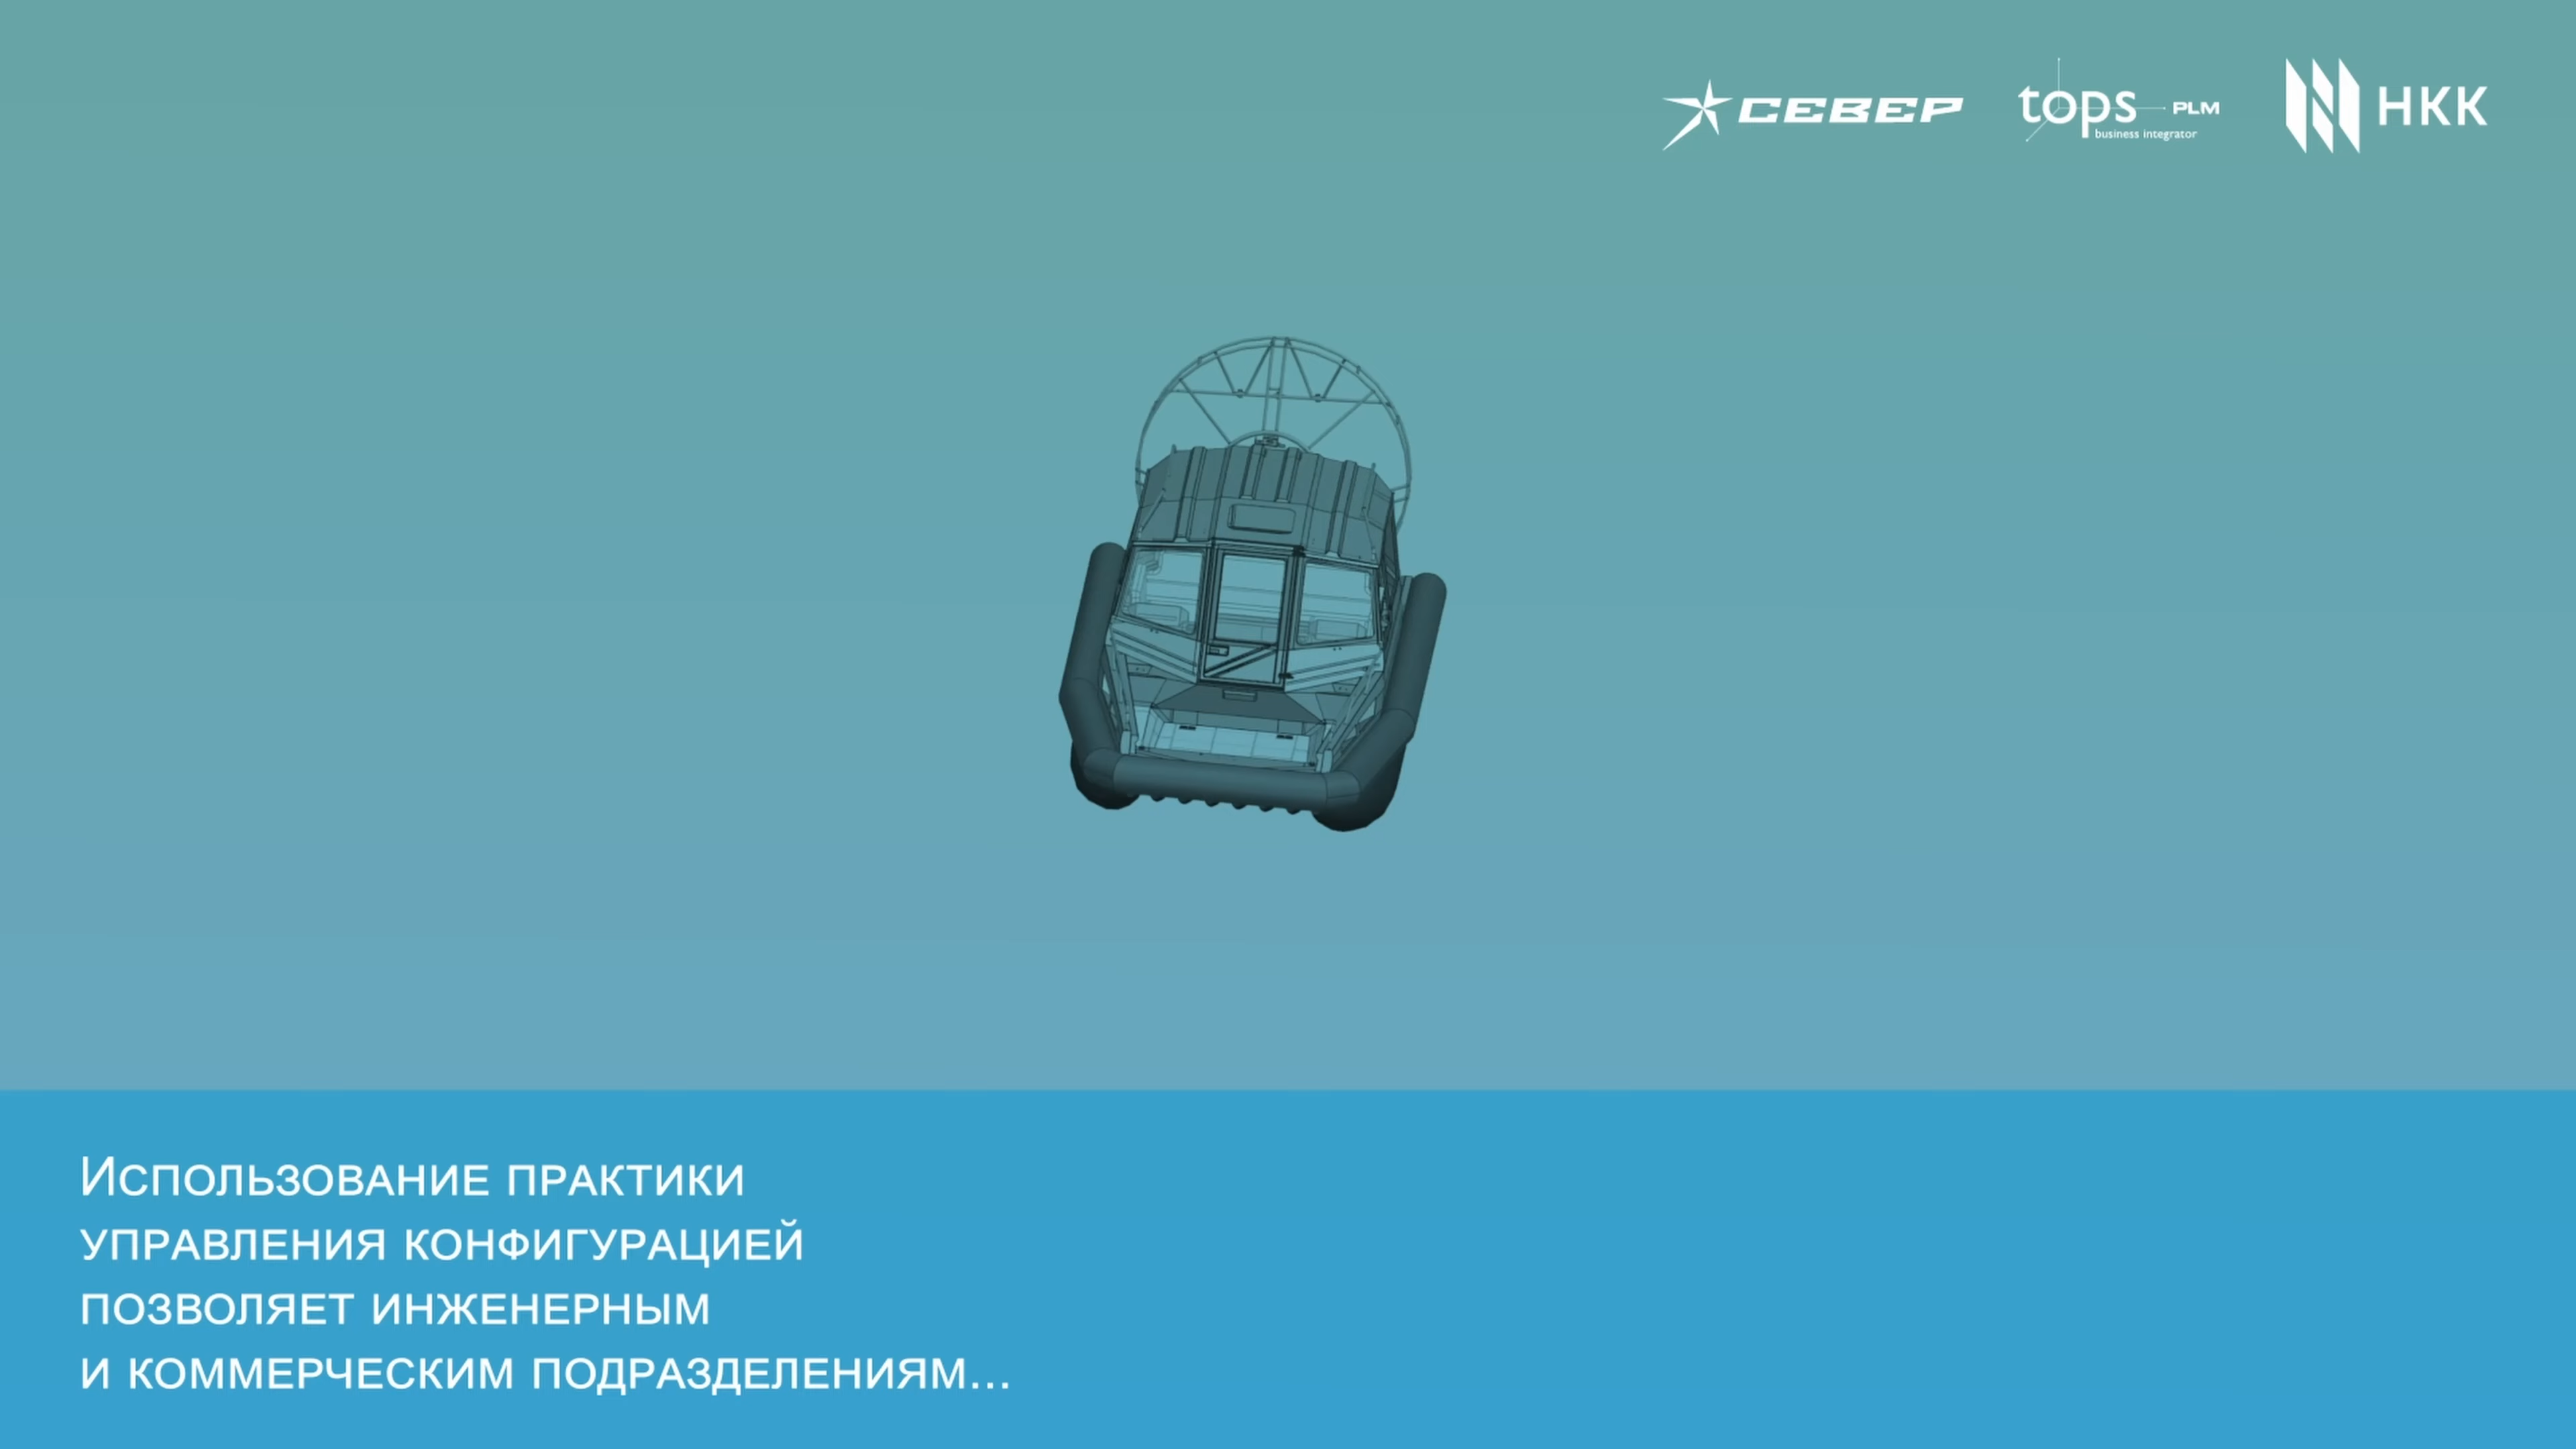 СЕВЕР
tops PLM
business integrator
НКК
Использование практики
управления конфигурацией
позволяет инженерным
и коммерческим подразделениям...